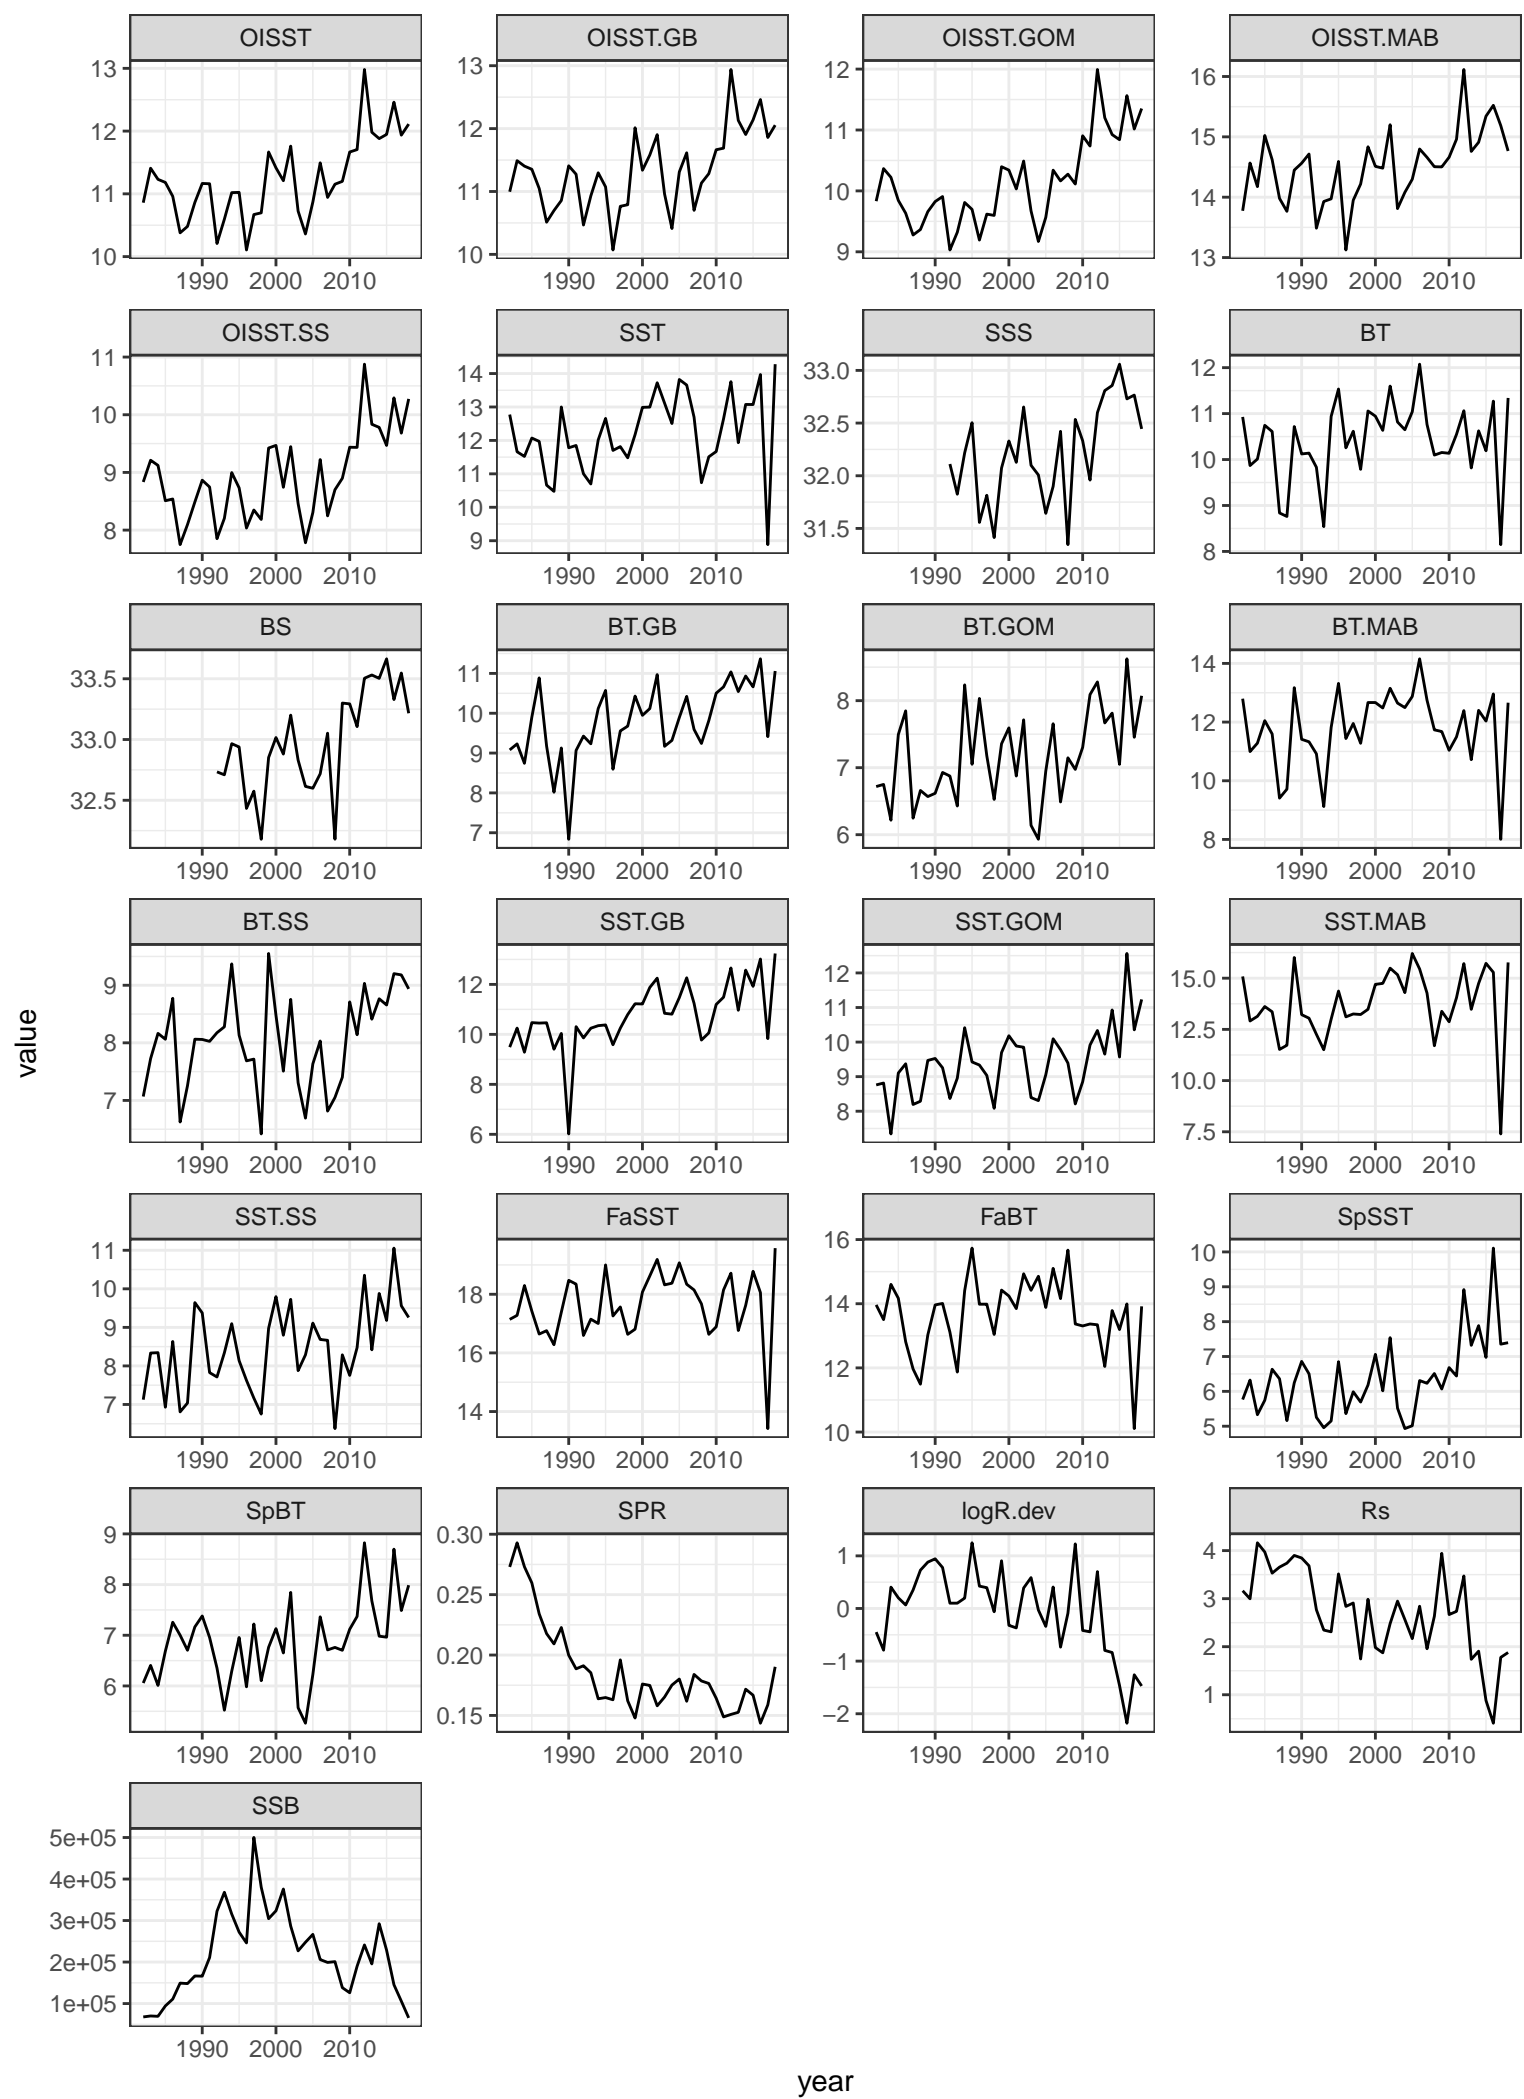 OISST OISST.GB OISST.GOM OISST.MAB
13 13 12 16
12 12 11 15
11 11 10 14
10 10 9 13
1990 2000 2010 1990 2000 2010 1990 2000 2010 1990 2000 2010
OISST.SS SST SSS BT
11 14 33.0 12
10 13 32.5 11
9 12 32.0 10
8 11 31.5 9
10 8
9
1990 2000 2010 1990 2000 2010 1990 2000 2010 1990 2000 2010
BS BT.GB BT.GOM BT.MAB
33.5 11 8 14
33.0 10 7 12
32.5 9 6 10
8 8
7
1990 2000 2010 1990 2000 2010 1990 2000 2010 1990 2000 2010
BT.SS SST.GB SST.GOM SST.MAB
9 12 12 15.0
8 10 11 12.5
7 8 10 10.0
6 9 7.5
8
1990 2000 2010 1990 2000 2010 1990 2000 2010 1990 2000 2010
value
SST.SS FaSST FaBT SpSST
11 18 16 10
10 16 14 9
9 14 12 8
8 10 7
7 6
5
1990 2000 2010 1990 2000 2010 1990 2000 2010 1990 2000 2010
SpBT SPR logR.dev Rs
9 0.30 1 4
8 0.25 0 3
7 0.20 −1 2
6 0.15 −2 1
1990 2000 2010 1990 2000 2010 1990 2000 2010 1990 2000 2010
SSB
5e+05
4e+05
3e+05
2e+05
1e+05
1990 2000 2010
year